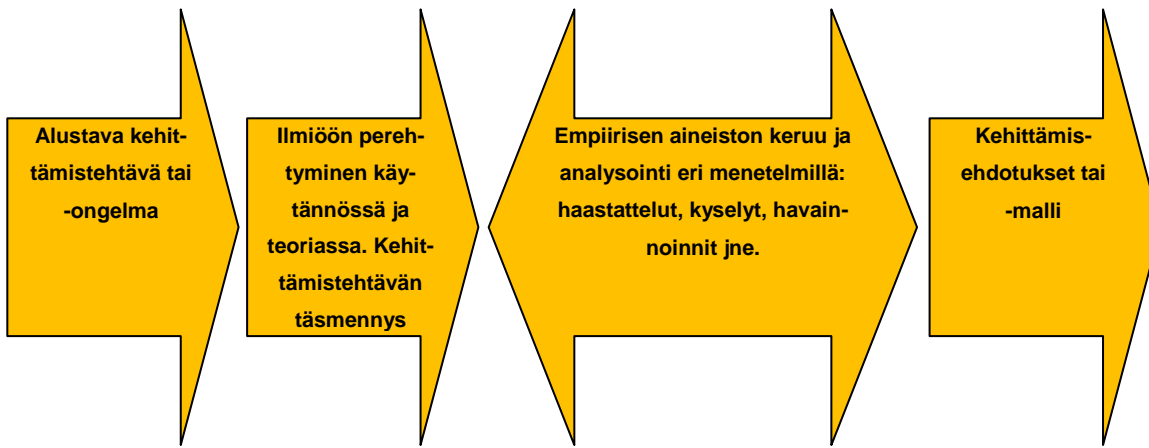 Alustava kehit-
tämistehtävä tai
-ongelma
Ilmiöön pereh-
tyminen käy-
tännössä ja
teoriassa. Kehit-
tämistehtävän
täsmennys
Empiirisen aineiston keruu ja
analysointi eri menetelmillä:
haastattelut, kyselyt, havain-
noinnit jne.
Kehittämis-
ehdotukset tai
-malli